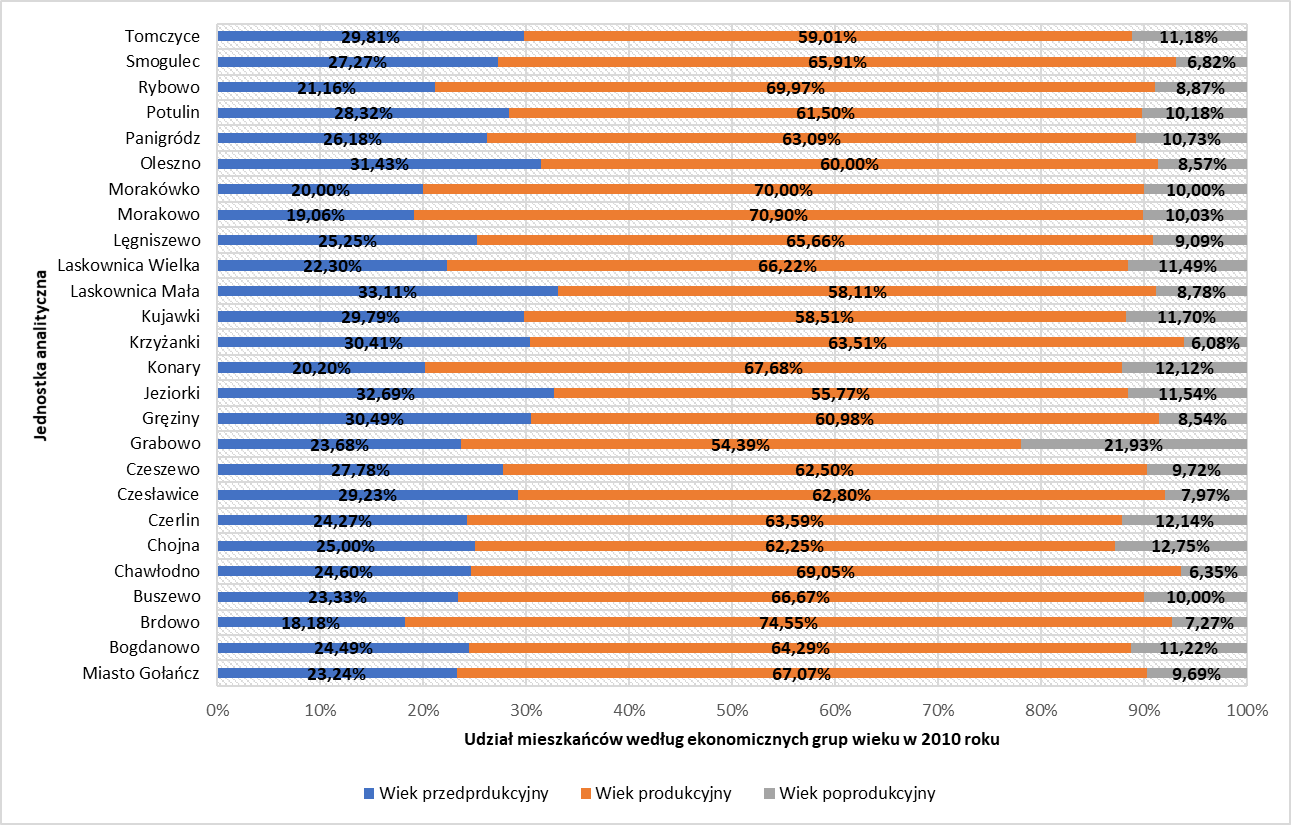 Tomczyce 29,81% 59,01% 11,18%
Smogulec 27,27% 65,91% 6,82%
Rybowo 21,16% 69,97% 8,87%
Potulin 28,32% 61,50% 10,18%
Panigródz 26,18% 63,09% 10,73%
Oleszno 31,43% 60,00% 8,57%
Morakówko 20,00% 70,00% 10,00%
Morakowo 19,06% 70,90% 10,03%
Lęgniszewo 25,25% 65,66% 9,09%
Laskownica Wielka 22,30% 66,22% 11,49%
Laskownica Mała 33,11% 58,11% 8,78%
Kujawki 29,79% 58,51% 11,70%
Krzyżanki 30,41% 63,51% 6,08%
Konary 20,20% 67,68% 12,12%
Jeziorki 32,69% 55,77% 11,54%
Gręziny 30,49% 60,98% 8,54%
Grabowo 23,68% 54,39% 21,93%
Czeszewo 27,78% 62,50% 9,72%
Czesławice 29,23% 62,80% 7,97%
Czerlin 24,27% 63,59% 12,14%
Chojna 25,00% 62,25% 12,75%
Chawłodno 24,60% 69,05% 6,35%
Buszewo 23,33% 66,67% 10,00%
Brdowo 18,18% 74,55% 7,27%
Bogdanowo 24,49% 64,29% 11,22%
Miasto Gołańcz 23,24% 67,07% 9,69%
Jednostka analityczna
0% 10% 20% 30% 40% 50% 60% 70% 80% 90% 100%
Udział mieszkańców według ekonomicznych grup wieku w 2010 roku
Wiek przedprdukcyjny Wiek produkcyjny Wiek poprodukcyjny